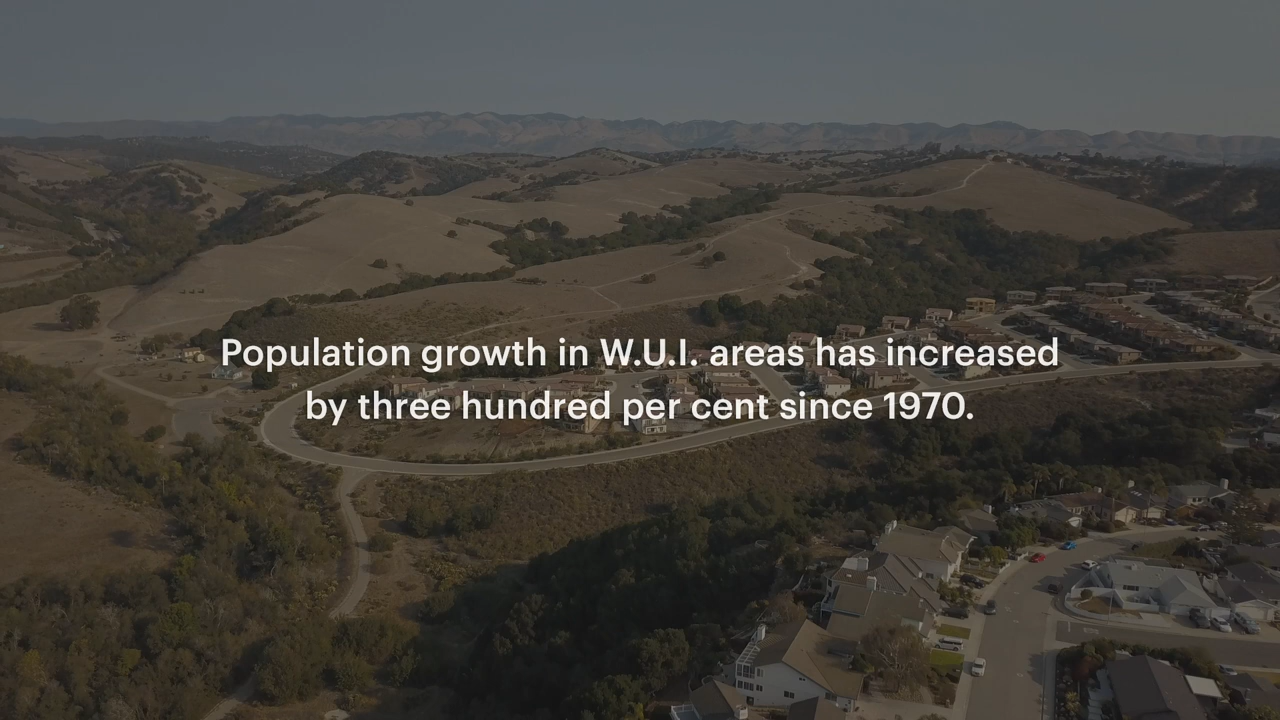 Population growth in W.U.I. areas has increased
by three hundred per cent since 1970.